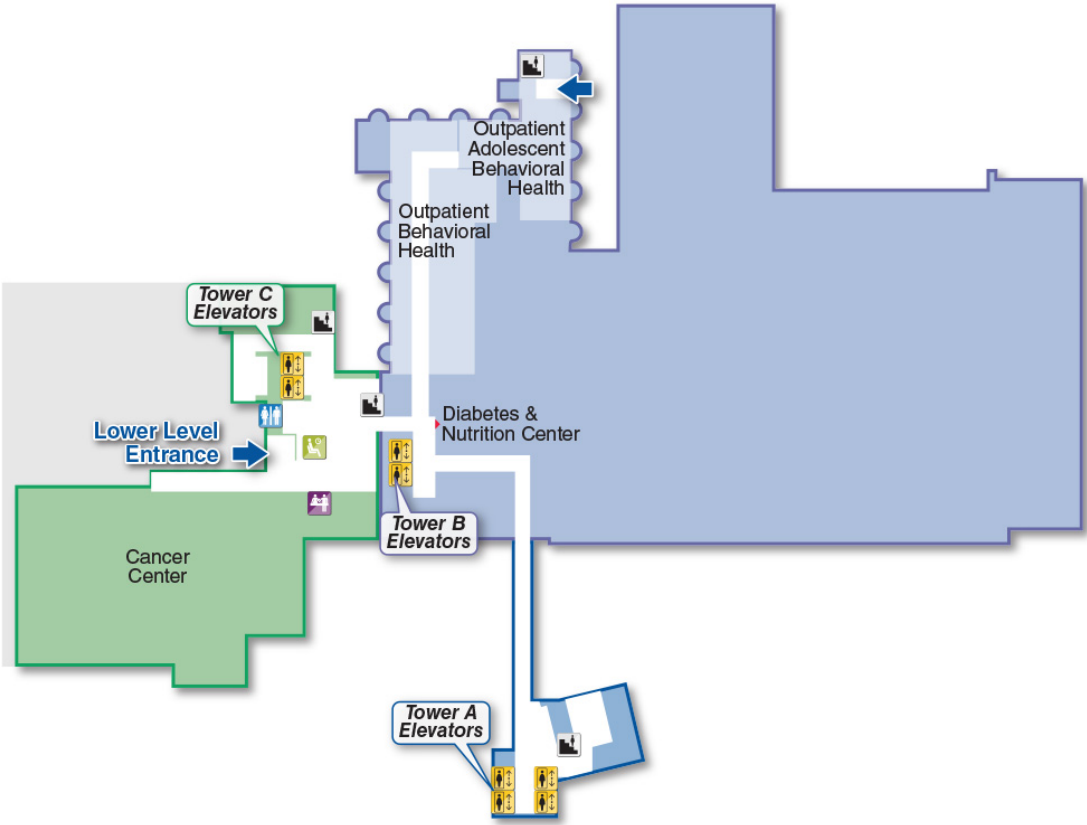 Outpatient
Adolescent
Behavioral
Health
Outpatient
Behavioral
Health
Tower C
Elevators
Diabetes &
Nutrition Center
Lower Level
Entrance
Tower B
Elevators
Cancer
Center
Tower A
Elevators